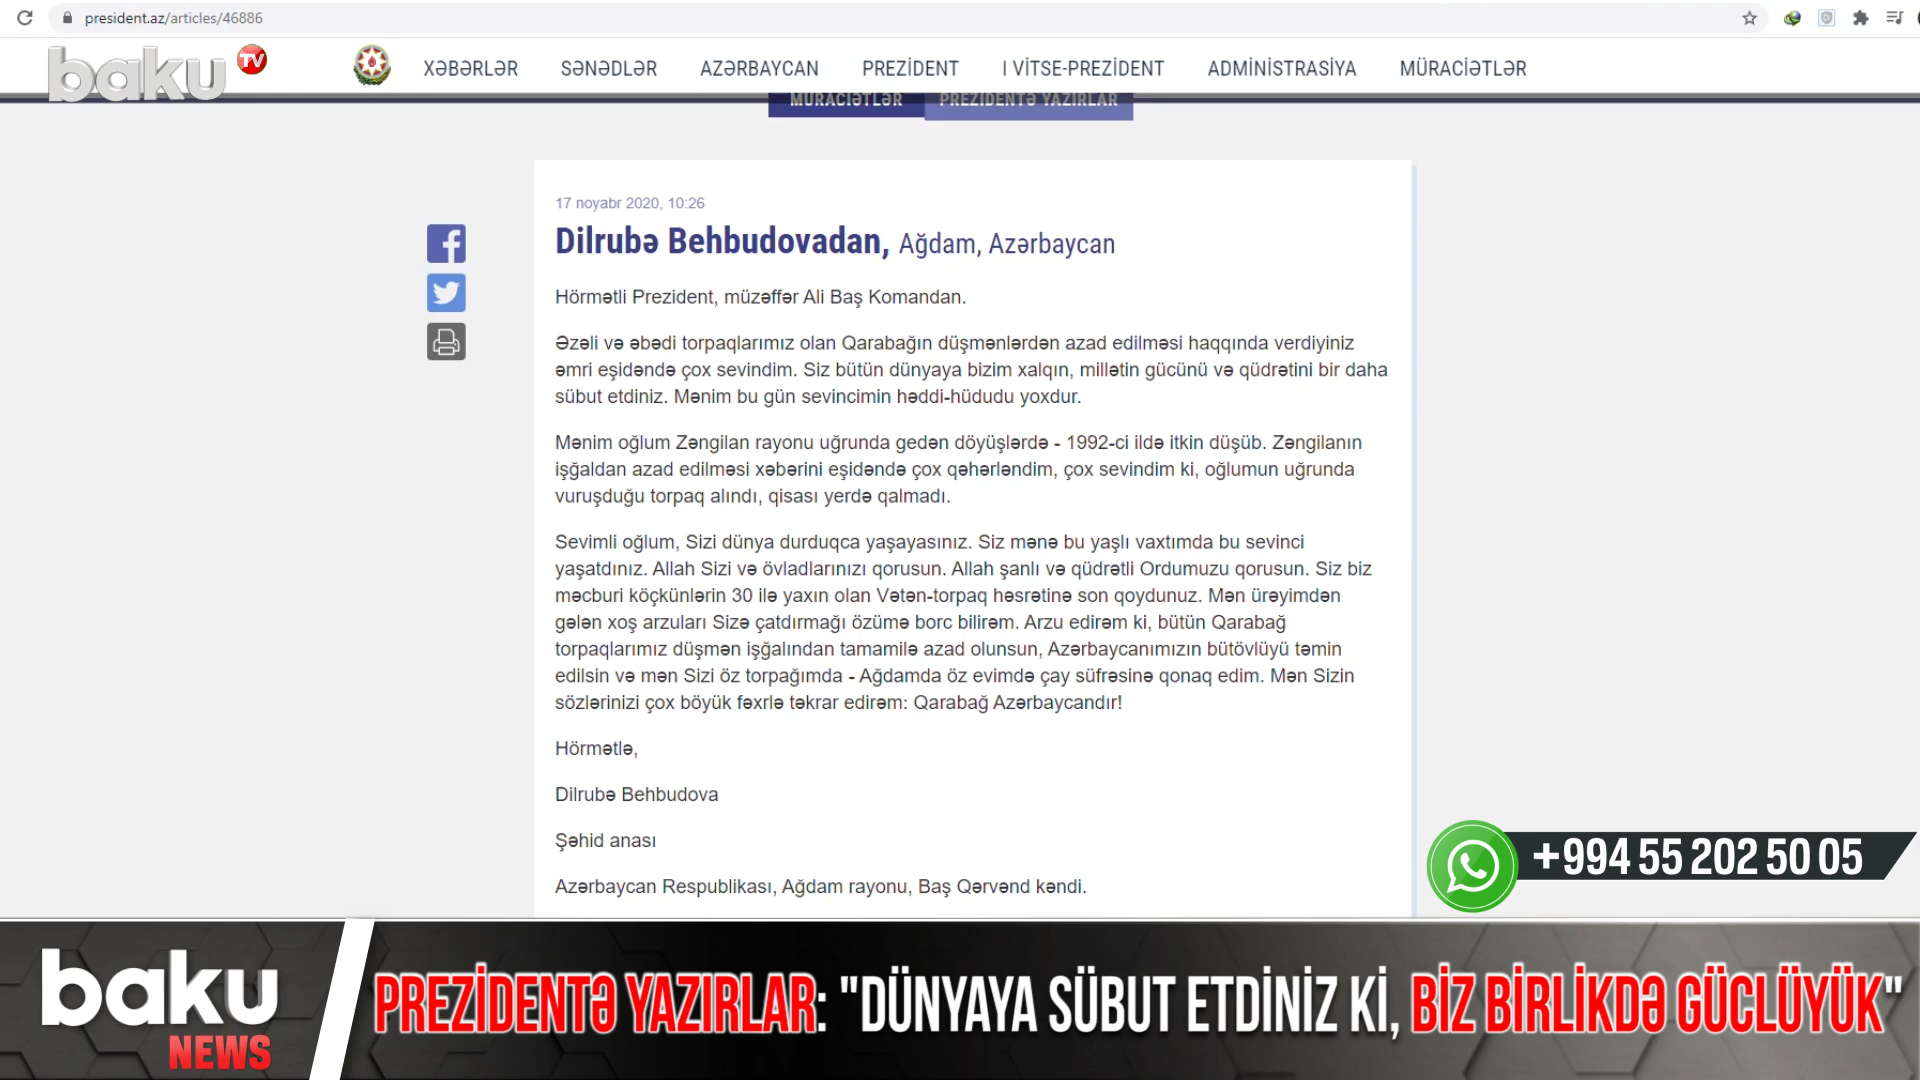 president.az/articles/46886
baku TV
XƏBƏRLƏR SƏNƏDLƏR AZƏRBAYCAN PREZİDENT I VİTSE-PREZİDENT ADMİNİSTRASİYA MÜRACİƏTLƏR
MÜRACİƏTLƏR PREZİDENTƏ YAZIRLAR
17 noyabr 2020, 10:26
Dilrubə Behbudovadan, Ağdam, Azərbaycan
Hörmətli Prezident, müzəffər Ali Baş Komandan.
Əzəli və əbədi torpaqlarımız olan Qarabağın düşmənlərdən azad edilməsi haqqında verdiyiniz
əmri eşidəndə çox sevindim. Siz bütün dünyaya bizim xalqın, millətin gücünü və qüdrətini bir daha
sübut etdiniz. Mənim bu gün sevincimin həddi-hüdudu yoxdur.
Mənim oğlum Zəngilan rayonu uğrunda gedən döyüşlərdə - 1992-ci ildə itkin düşüb. Zəngilanın
işğaldan azad edilməsi xəbərini eşidəndə çox qəhərləndim, çox sevindim ki, oğlumun uğrunda
vuruşduğu torpaq alındı, qisası yerdə qalmadı.
Sevimli oğlum, Sizi dünya durduqca yaşayasınız. Siz mənə bu yaşlı vaxtımda bu sevinci
yaşatdınız. Allah Sizi və övladlarınızı qorusun. Allah şanlı və qüdrətli Ordumuzu qorusun. Siz biz
məcburi köçkünlərin 30 ilə yaxın olan Vətən-torpaq həsrətinə son qoydunuz. Mən ürəyimdən
gələn xoş arzuları Sizə çatdırmağı özümə borc bilirəm. Arzu edirəm ki, bütün Qarabağ
torpaqlarımız düşmən işğalından tamamilə azad olunsun, Azərbaycanımızın bütövlüyü təmin
edilsin və mən Sizi öz torpağımda - Ağdamda öz evimdə çay süfrəsinə qonaq edim. Mən Sizin
sözlərinizi çox böyük fəxrlə təkrar edirəm: Qarabağ Azərbaycandır!
Hörmətlə,
Dilrubə Behbudova
Şəhid anası
Azərbaycan Respublikası, Ağdam rayonu, Baş Qərvənd kəndi.
+994 55 202 50 05
baku NEWS
PREZİDENTƏ YAZIRLAR: "DÜNYAYA SÜBUT ETDİNİZ Kİ, BİZ BİRLİKDƏ GÜCLÜYÜK"